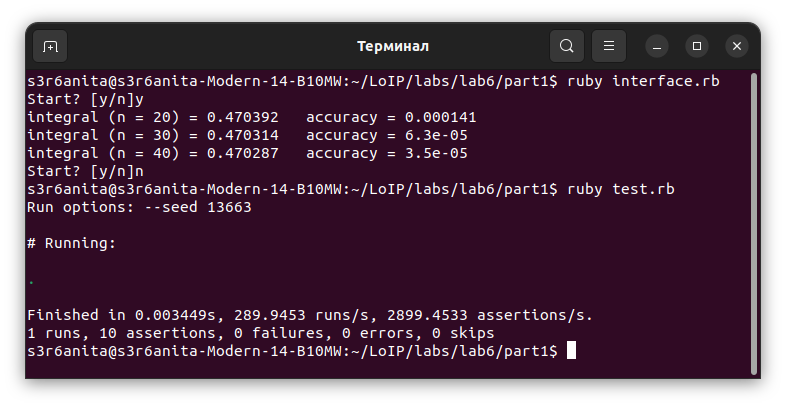 Терминал
s3r6anita@s3r6anita-Modern-14-B10MW:~/LoIP/labs/lab6/part1$ ruby interface.rb
Start? [y/n]y
integral (n = 20) = 0.470392   accuracy = 0.000141
integral (n = 30) = 0.470314   accuracy = 6.3e-05
integral (n = 40) = 0.470287   accuracy = 3.5e-05
Start? [y/n]n
s3r6anita@s3r6anita-Modern-14-B10MW:~/LoIP/labs/lab6/part1$ ruby test.rb
Run options: --seed 13663
# Running:
.
Finished in 0.003449s, 289.9453 runs/s, 2899.4533 assertions/s.
1 runs, 10 assertions, 0 failures, 0 errors, 0 skips
s3r6anita@s3r6anita-Modern-14-B10MW:~/LoIP/labs/lab6/part1$